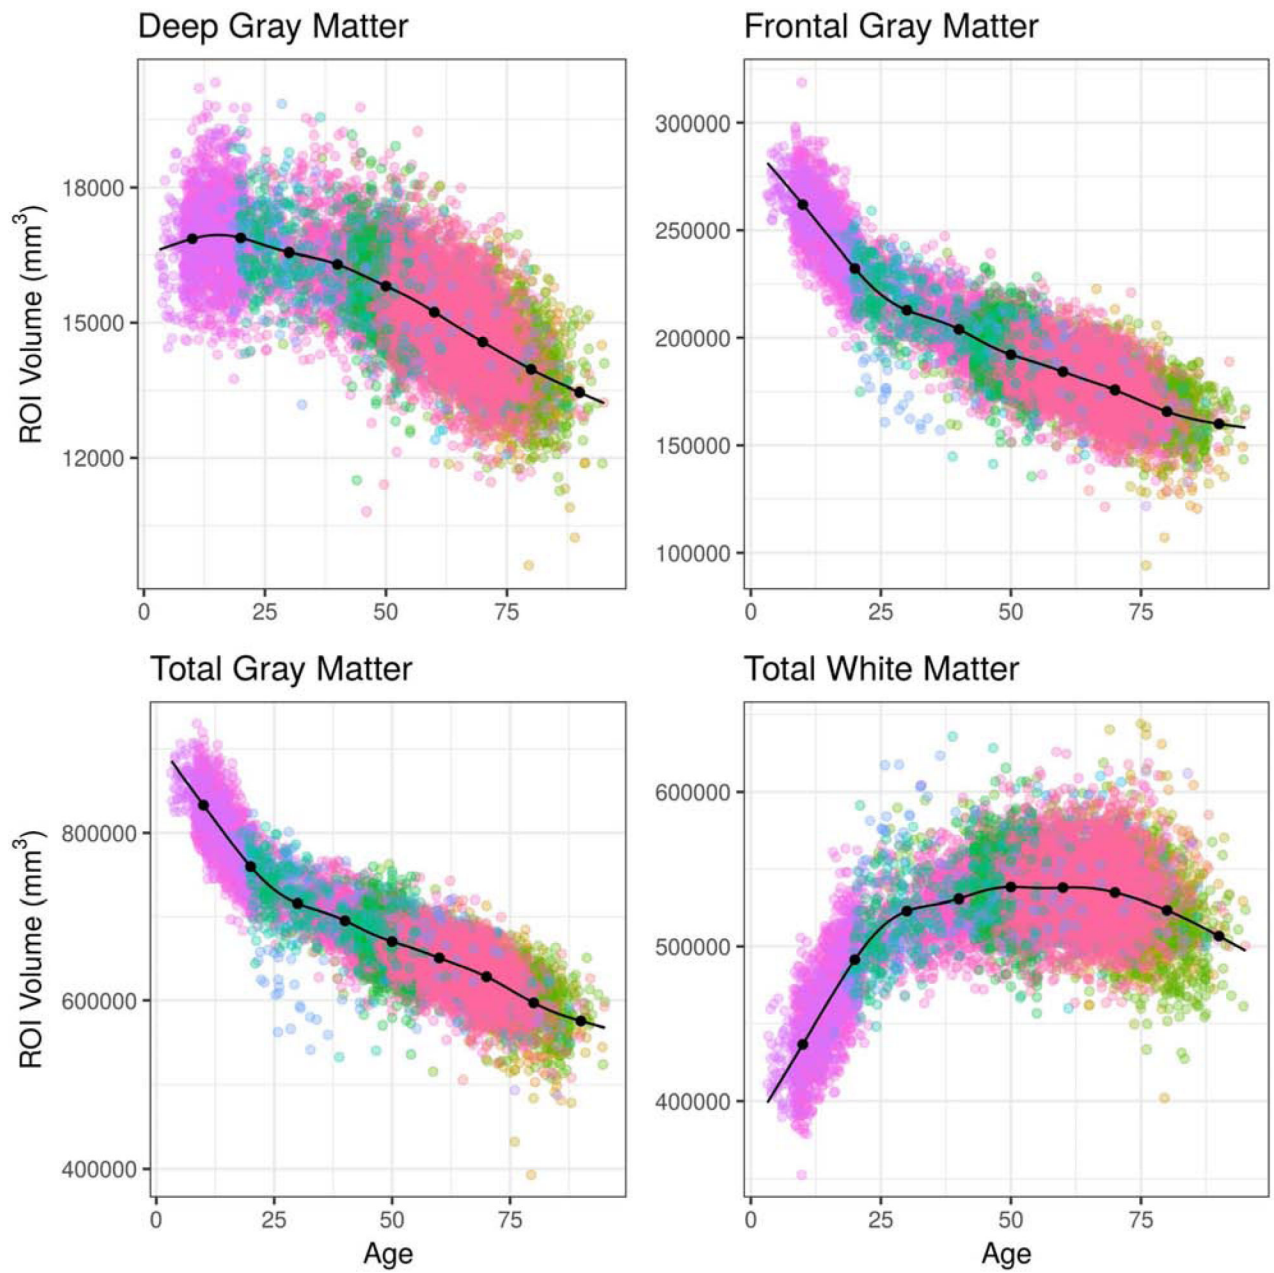 Deep Gray Matter
Frontal Gray Matter
ROI Volume (mm³)
18000
15000
12000
0 25 50 75
300000
250000
200000
150000
100000
0 25 50 75
Total Gray Matter
Total White Matter
ROI Volume (mm³)
800000
600000
400000
0 25 50 75
Age
600000
500000
400000
0 25 50 75
Age